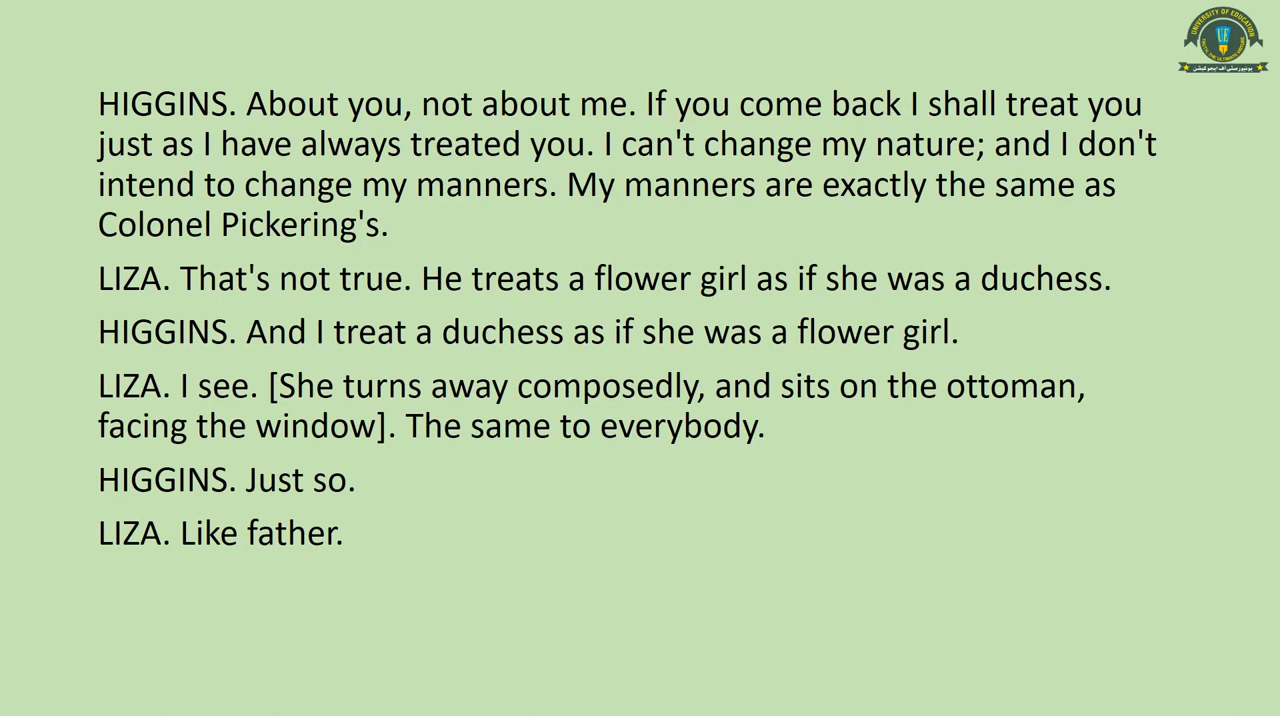 UNIVERSITY OF EDUCATION
UE
یونیورسٹی آف ایجوکیشن
HIGGINS. About you, not about me. If you come back I shall treat you
just as I have always treated you. I can't change my nature; and I don't
intend to change my manners. My manners are exactly the same as
Colonel Pickering's.
LIZA. That's not true. He treats a flower girl as if she was a duchess.
HIGGINS. And I treat a duchess as if she was a flower girl.
LIZA. I see. [She turns away composedly, and sits on the ottoman,
facing the window]. The same to everybody.
HIGGINS. Just so.
LIZA. Like father.